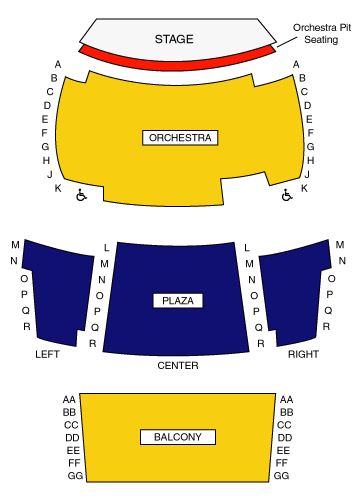 STAGE
Orchestra Pit
Seating
A A
B B
C C
D D
E E
F F
G G
H H
J J
K K
ORCHESTRA
M L L M
N M M N
O N N O
P O O P
Q P P Q
R Q Q R
R R
PLAZA
LEFT CENTER RIGHT
AA AA
BB BB
CC CC
DD DD
EE EE
FF FF
GG GG
BALCONY